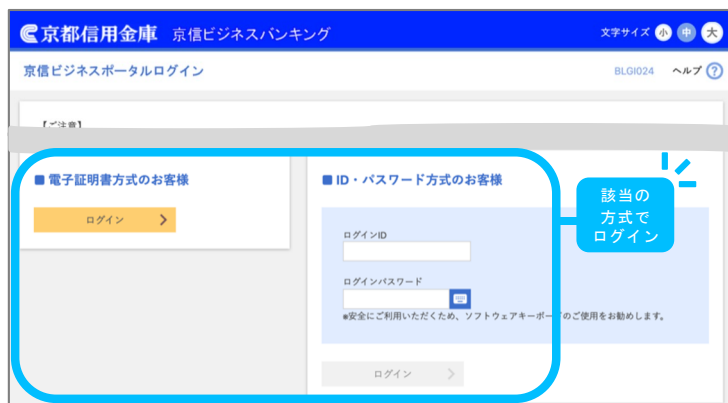 京都信用金庫 京信ビジネスバンキング 文字サイズ 小 中 大
京信ビジネスポータルログイン BLGI024 ヘルプ ?
【ご注意】
■ 電子証明書方式のお客様
ログイン
■ ID・パスワード方式のお客様
ログインID
ログインパスワード
※安全にご利用いただくため、ソフトウェアキーボードのご使用をお勧めします。
ログイン
該当の
方式で
ログイン